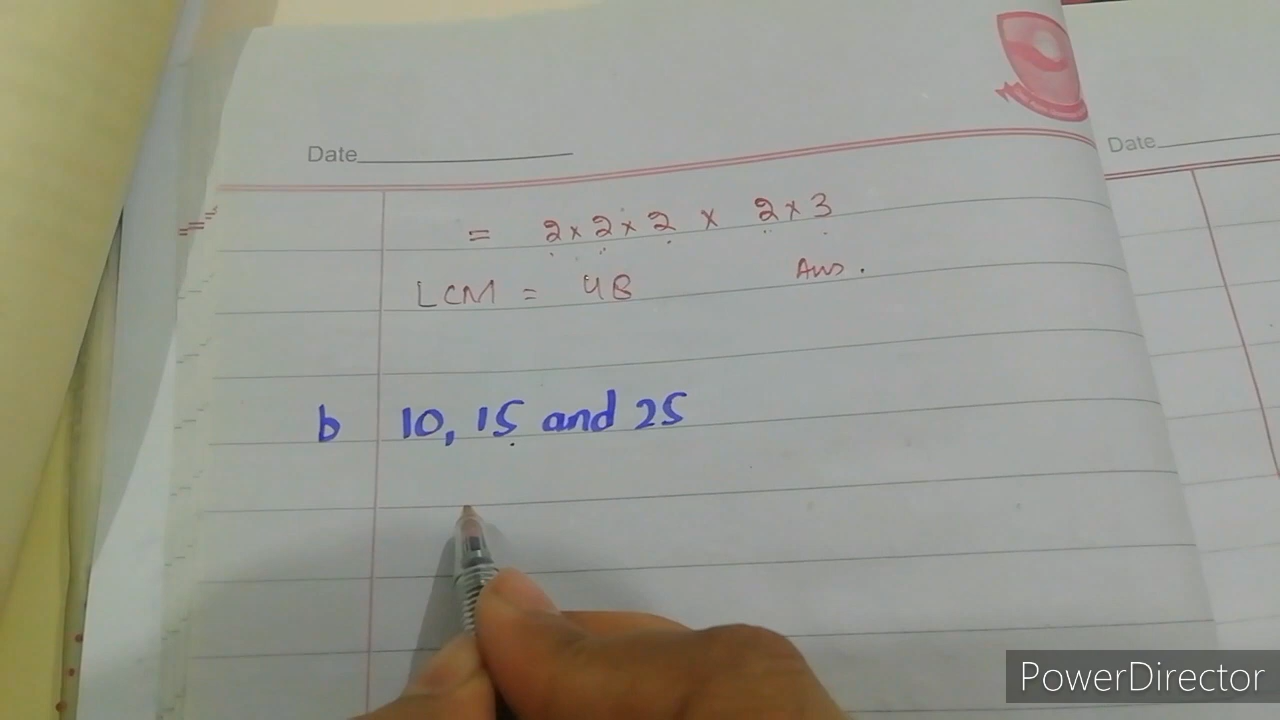 Date
Date
= 2 × 2 × 2 × 2 × 3
LCM = 48 Ans.
b 10, 15 and 25
PowerDirector